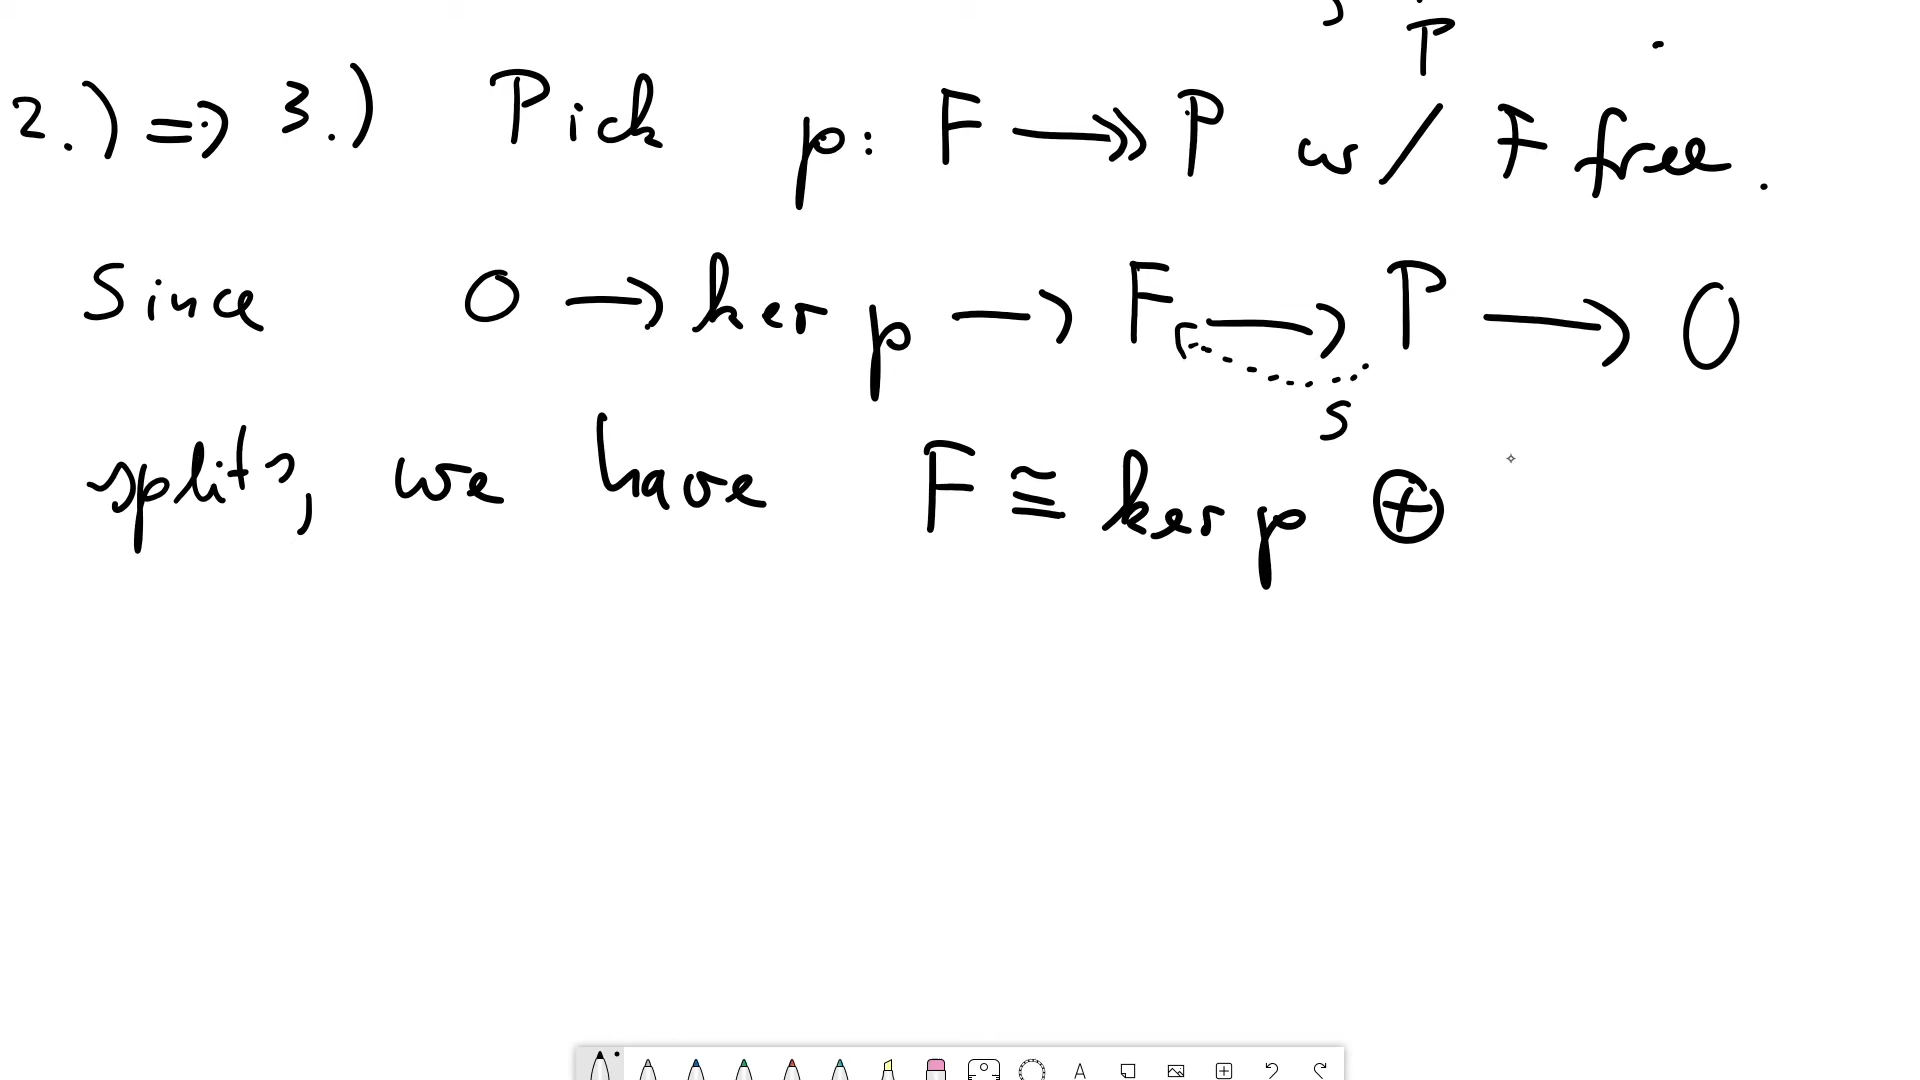 P
2.) => 3.) Pick p: F ↠ P w/ F free.
Since 0 → ker p → F → P → 0
s
splits, we have F ≅ ker p ⊕
A